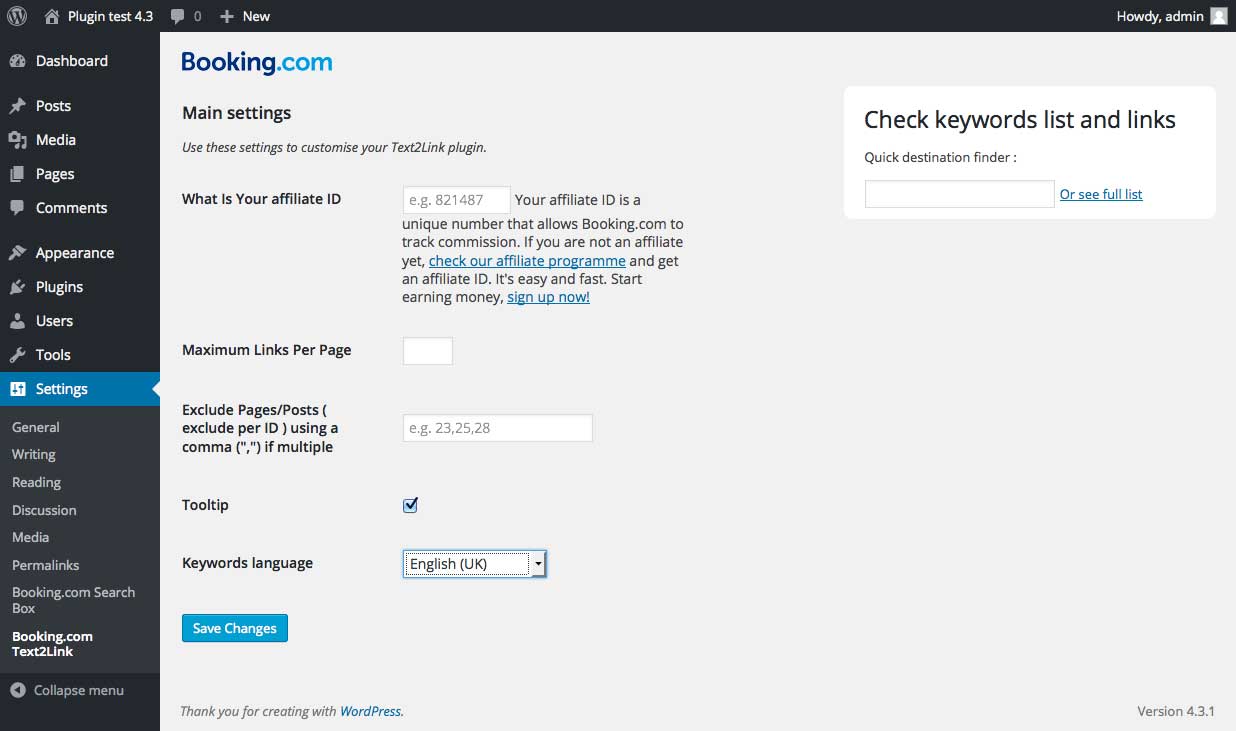 Plugin test 4.3 0 New
Howdy, admin
Dashboard
Posts
Media
Pages
Comments
Appearance
Plugins
Users
Tools
Settings
General
Writing
Reading
Discussion
Media
Permalinks
Booking.com Search
Box
Booking.com
Text2Link
Collapse menu
Booking.com
Main settings
Use these settings to customise your Text2Link plugin.
What Is Your affiliate ID
e.g. 821487 Your affiliate ID is a
unique number that allows Booking.com to
track commission. If you are not an affiliate
yet, check our affiliate programme and get
an affiliate ID. It's easy and fast. Start
earning money, sign up now!
Maximum Links Per Page
Exclude Pages/Posts (
exclude per ID ) using a
comma (",") if multiple
e.g. 23,25,28
Tooltip
Keywords language
English (UK)
Save Changes
Check keywords list and links
Quick destination finder :
Or see full list
Thank you for creating with WordPress.
Version 4.3.1